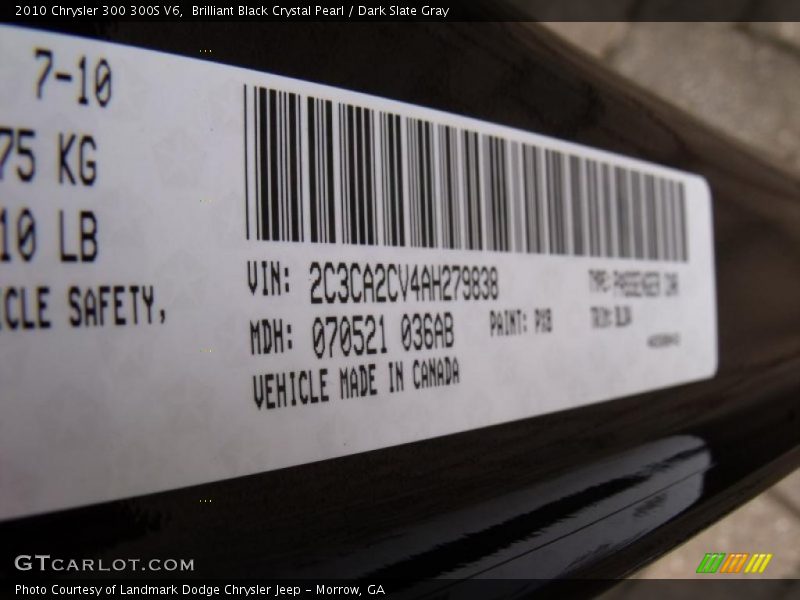 2010 Chrysler 300 300S V6,  Brilliant Black Crystal Pearl / Dark Slate Gray
7-10
75 KG
10 LB
ICLE SAFETY,
VIN: 2C3CA2CV4AH279838
TYPE: PASSENGER CAR
MDH: 070521 036AB
PAINT: PXB
TRIM:
VEHICLE MADE IN CANADA
GTCARLOT.COM
Photo Courtesy of Landmark Dodge Chrysler Jeep – Morrow, GA